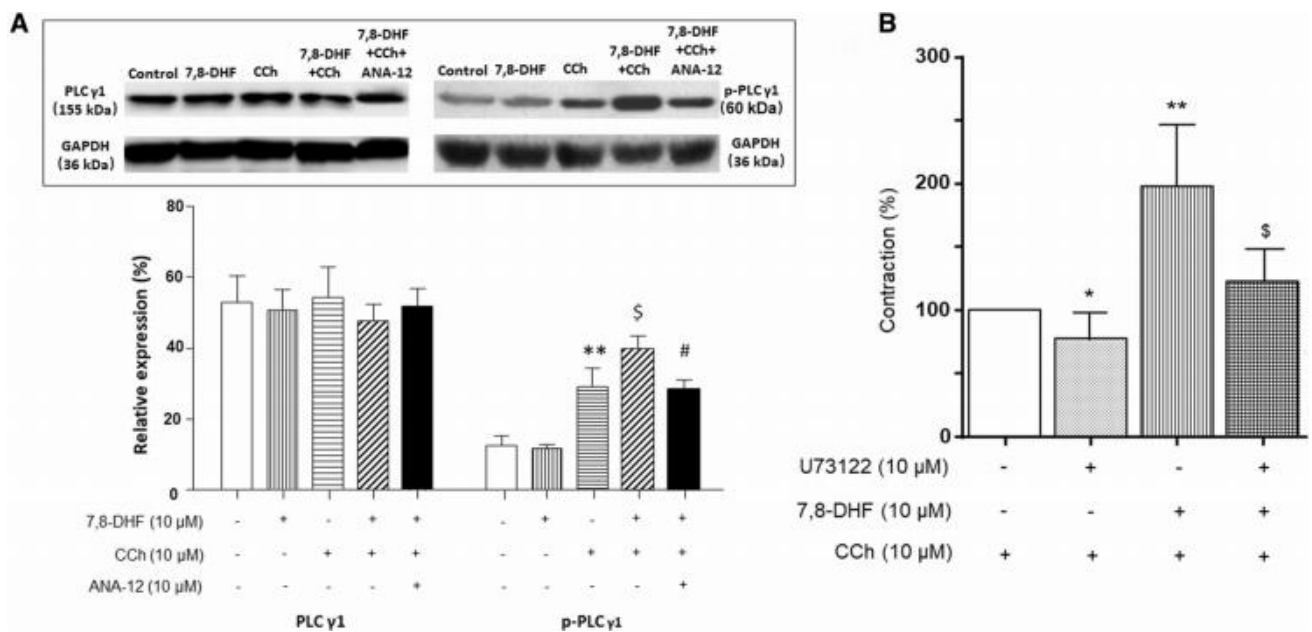 A
Control 7,8-DHF CCh 7,8-DHF +CCh 7,8-DHF +CCh+ ANA-12
PLC γ1
(155 kDa)
GAPDH
(36 kDa)
Control 7,8-DHF CCh 7,8-DHF +CCh 7,8-DHF +CCh+ ANA-12
p-PLC γ1
(60 kDa)
GAPDH
(36 kDa)
Relative expression (%)
80
60
40
20
0
** $ #
7,8-DHF (10 μM) - + - + + - + - + +
CCh (10 μM) - - + + + - - + + +
ANA-12 (10 μM) - - - - + - - - - +
PLC γ1 p-PLC γ1
B
Contraction (%)
300
200
100
0
* ** $
U73122 (10 μM) - + - +
7,8-DHF (10 μM) - - + +
CCh (10 μM) + + + +